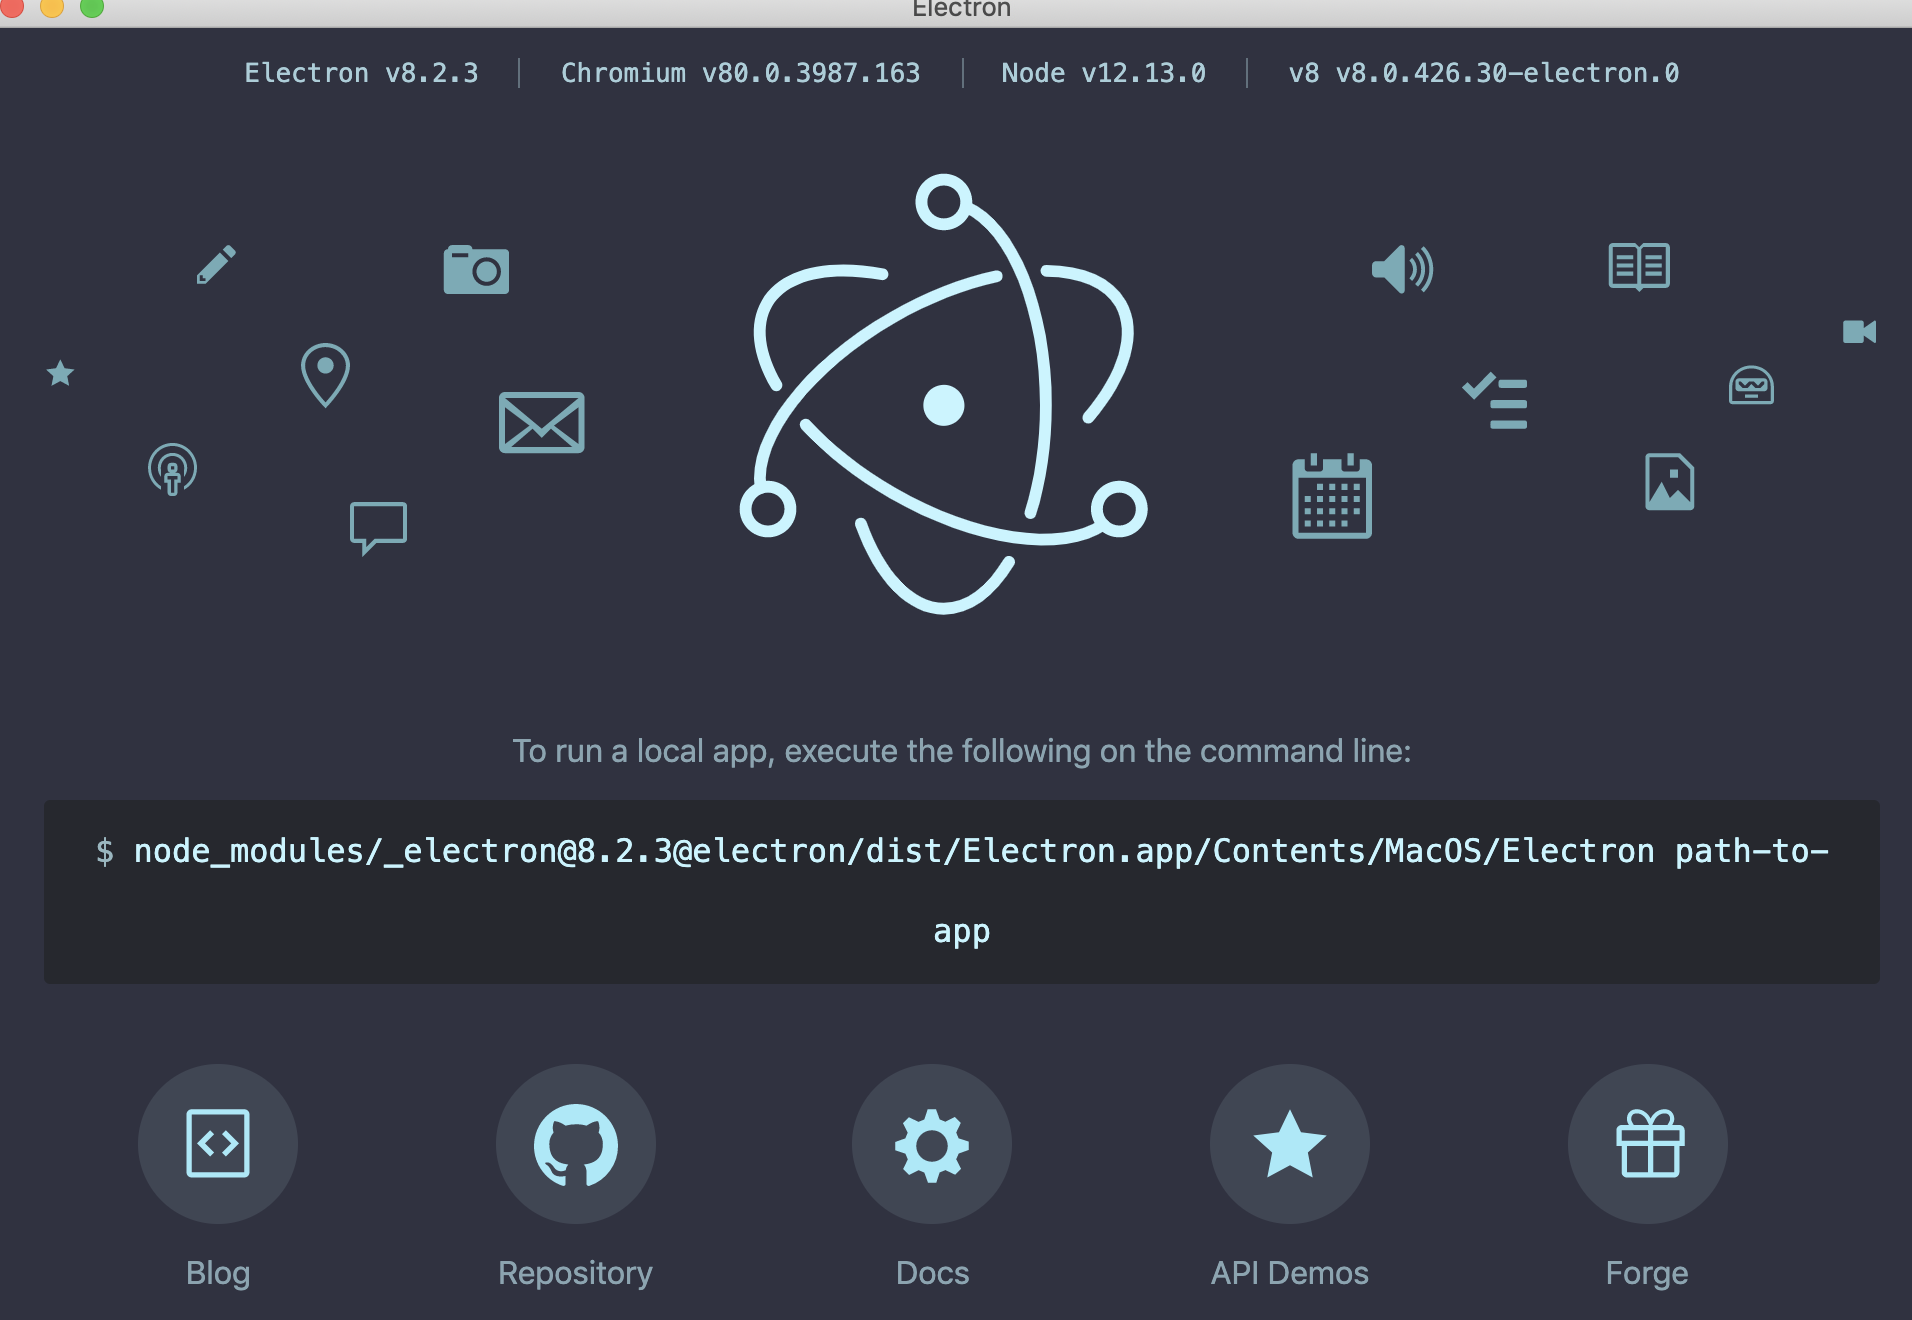 Electron
Electron v8.2.3 | Chromium v80.0.3987.163 | Node v12.13.0 | v8 v8.0.426.30-electron.0
To run a local app, execute the following on the command line:
$ node_modules/_electron@8.2.3@electron/dist/Electron.app/Contents/MacOS/Electron path-to-
app
Blog Repository Docs API Demos Forge